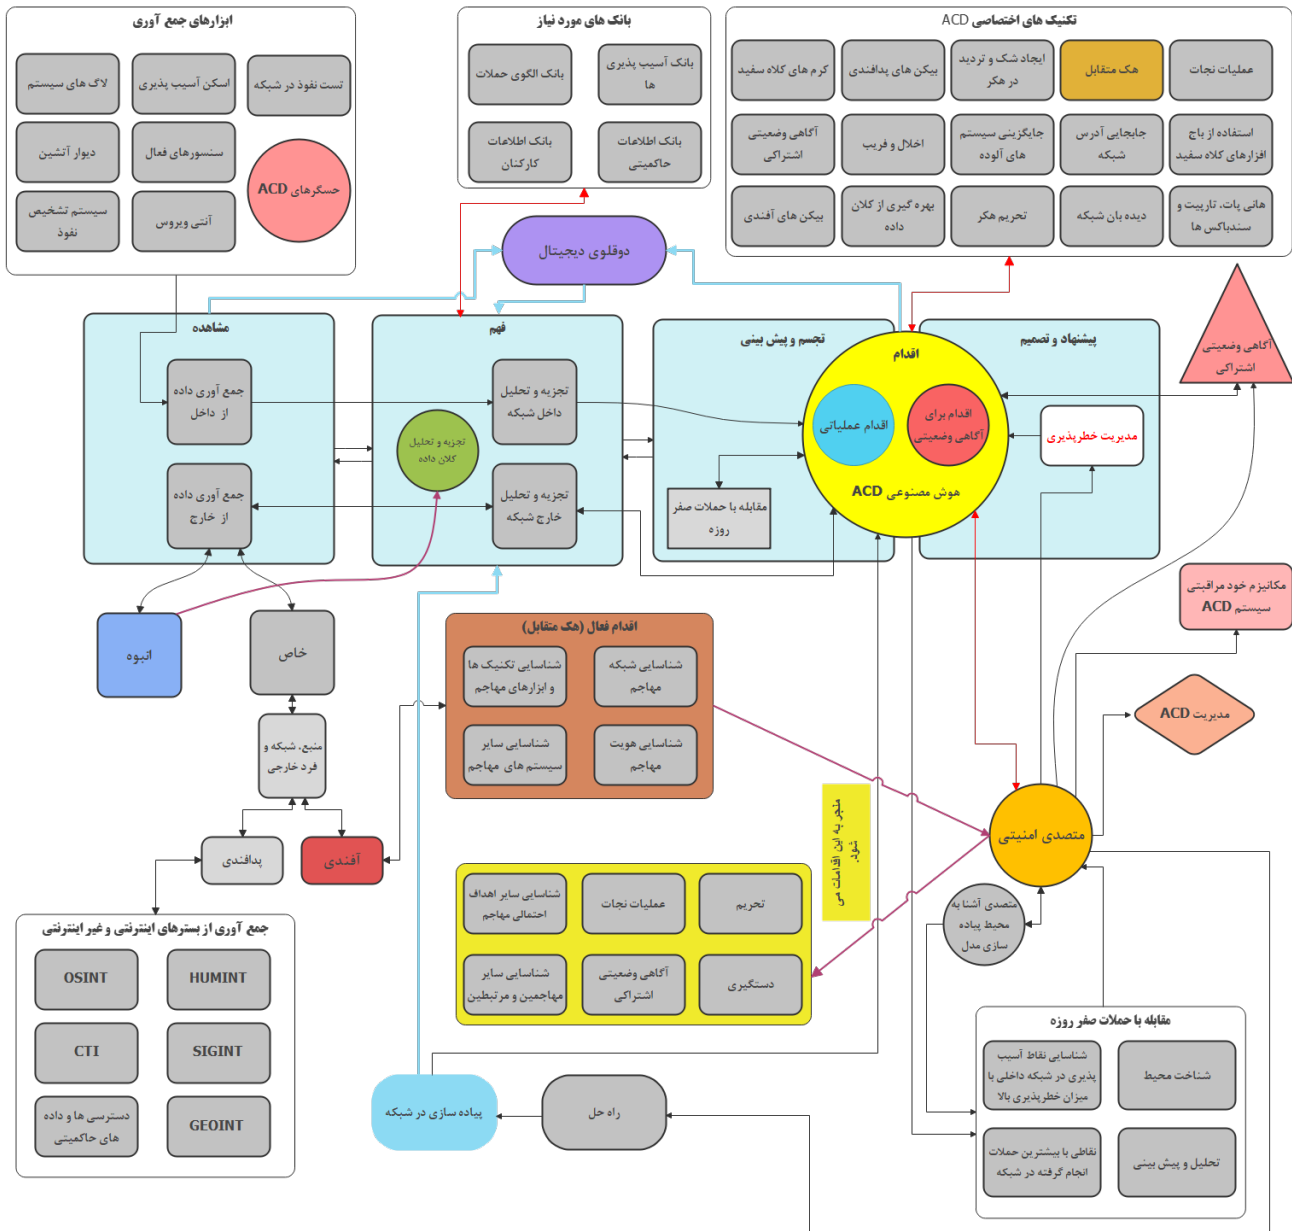 ابزارهای جمع آوری
تست نفوذ در شبکه
اسکن آسیب پذیری
لاگ های سیستم
سنسورهای فعال
دیوار آتشین
حسگرهای ACD
آنتی ویروس
سیستم تشخیص
نفوذ
بانک های مورد نیاز
بانک آسیب پذیری
ها
بانک الگوی حملات
بانک اطلاعات
حاکمیتی
بانک اطلاعات
کارکنان
تکنیک های اختصاصی ACD
عملیات نجات
هک متقابل
ایجاد شک و تردید
در هکر
بیکن های پدافندی
کرم های کلاه سفید
استفاده از باج
افزارهای کلاه سفید
جابجایی آدرس
شبکه
جایگزینی سیستم
های آلوده
اخلال و فریب
آگاهی وضعیتی
اشتراکی
هانی پات، تارپیت و
سندباکس ها
دیده بان شبکه
تحریم هکر
بهره گیری از کلان
داده
بیکن های آفندی
دوقلوی دیجیتال
مشاهده
جمع آوری داده
از داخل
جمع آوری داده
از خارج
فهم
تجزیه و تحلیل
داخل شبکه
تجزیه و تحلیل
کلان داده
تجزیه و تحلیل
خارج شبکه
تجسم و پیش بینی
مقابله با حملات صفر
روزه
اقدام
اقدام برای
آگاهی وضعیتی
اقدام عملیاتی
هوش مصنوعی ACD
پیشنهاد و تصمیم
مدیریت خطرپذیری
آگاهی وضعیتی
اشتراکی
مکانیزم خود مراقبتی
سیستم ACD
مدیریت ACD
انبوه
خاص
منبع، شبکه و
فرد خارجی
پدافندی
آفندی
اقدام فعال (هک متقابل)
شناسایی شبکه
مهاجم
شناسایی تکنیک ها
و ابزارهای مهاجم
شناسایی هویت
مهاجم
شناسایی سایر
سیستم های مهاجم
منجر به این اقدامات می
شود.
متصدی امنیتی
متصدی آشنا به
محیط پیاده
سازی مدل
تحریم
عملیات نجات
شناسایی سایر اهداف
احتمالی مهاجم
دستگیری
آگاهی وضعیتی
اشتراکی
شناسایی سایر
مهاجمین و مرتبطین
جمع آوری از بسترهای اینترنتی و غیر اینترنتی
HUMINT
OSINT
SIGINT
CTI
GEOINT
دسترسی ها و داده
های حاکمیتی
پیاده سازی در شبکه
راه حل
مقابله با حملات صفر روزه
شناخت محیط
شناسایی نقاط آسیب
پذیری در شبکه داخلی با
میزان خطرپذیری بالا
تحلیل و پیش بینی
نقاطی با بیشترین حملات
انجام گرفته در شبکه